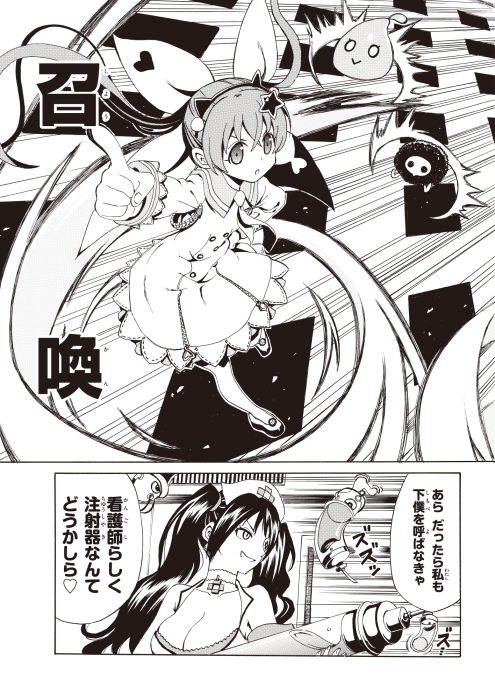 召喚
あら だったら私も
下僕を呼ばなきゃ
ズズッ
ズズッ
看護師らしく
注射器なんて
どうかしら♡